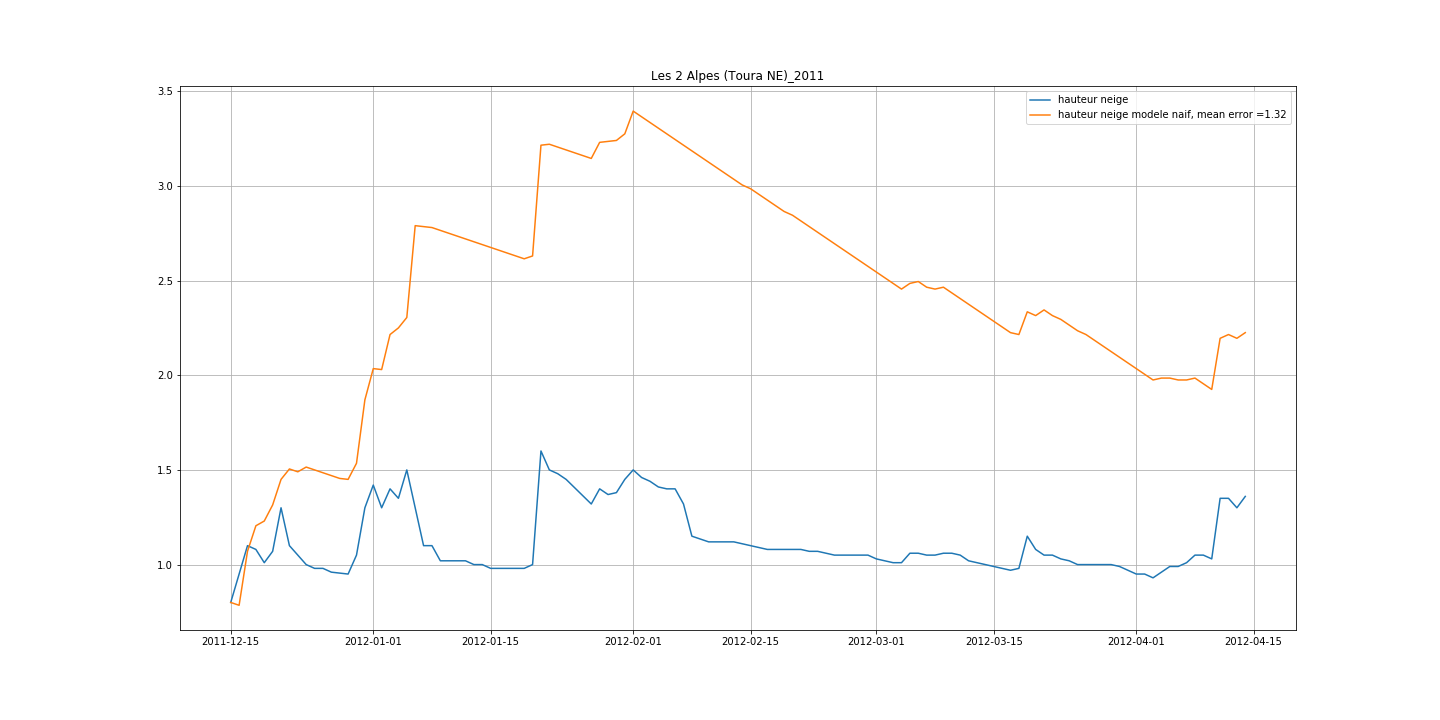 Les 2 Alpes (Toura NE)_2011
hauteur neige
hauteur neige modele naif, mean error =1.32
3.5
3.0
2.5
2.0
1.5
1.0
2011-12-15 2012-01-01 2012-01-15 2012-02-01 2012-02-15 2012-03-01 2012-03-15 2012-04-01 2012-04-15